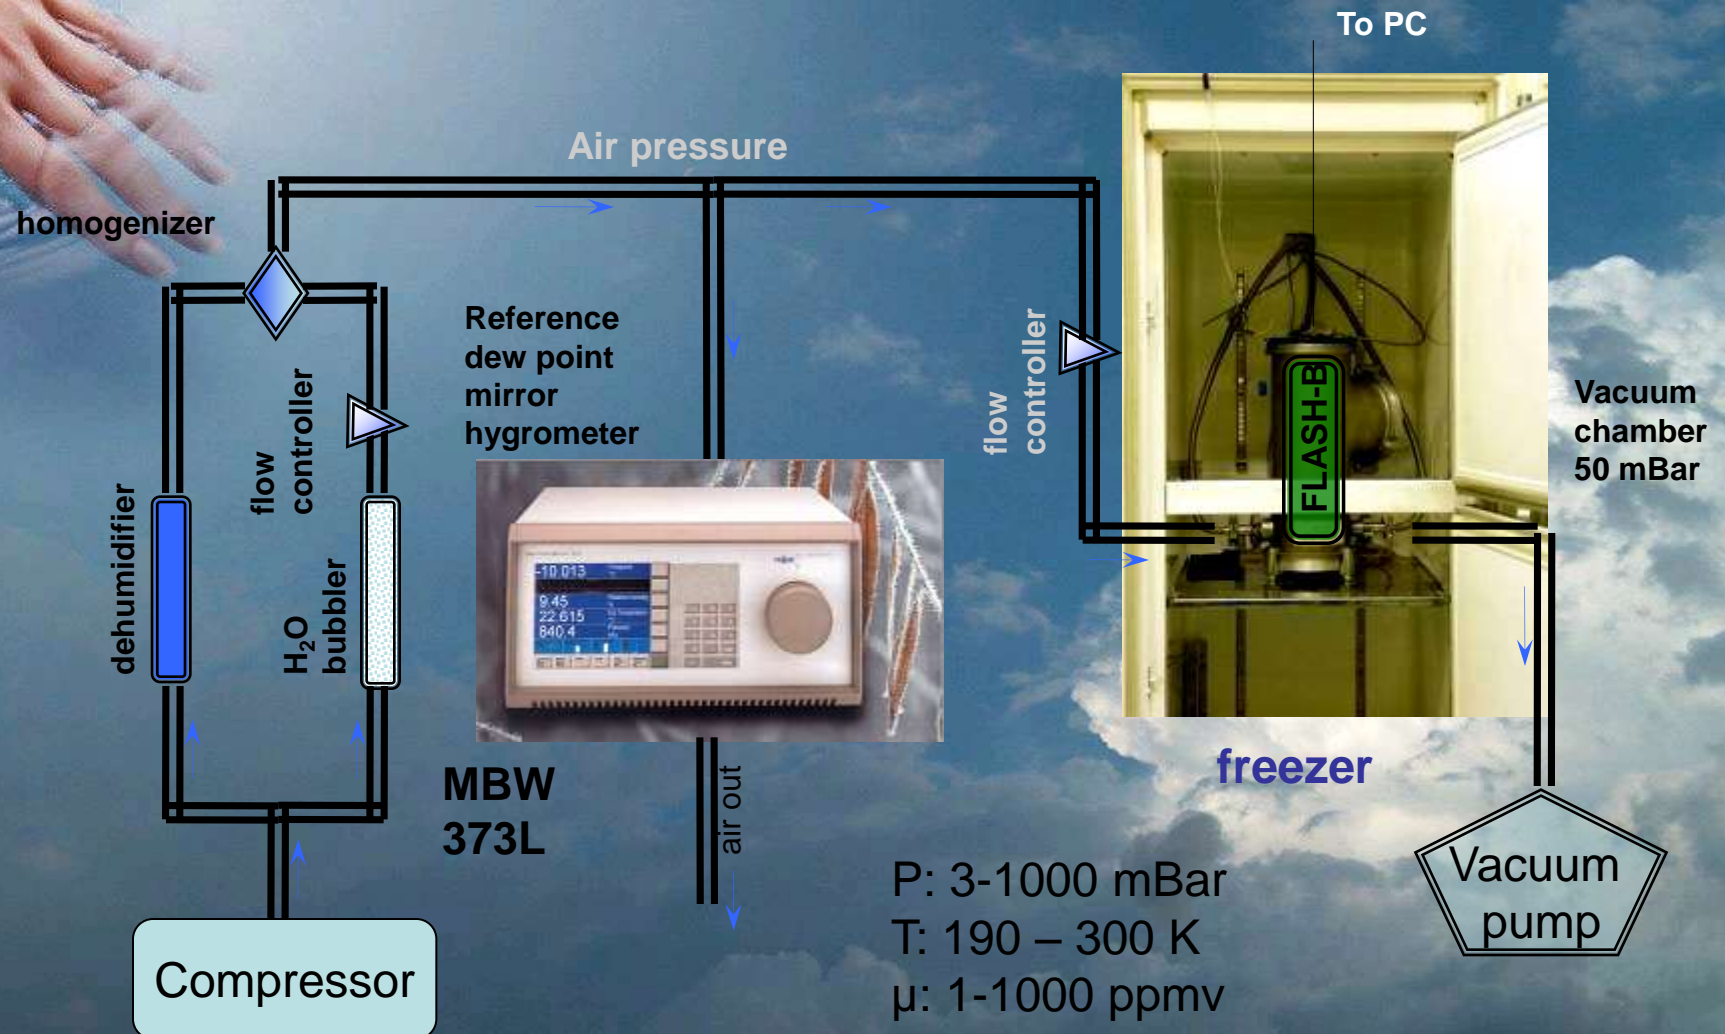 To PC
Air pressure
homogenizer
Reference
dew point
mirror
hygrometer
flow
controller
flow
controller
FLASH-B
Vacuum
chamber
50 mBar
dehumidifier
H₂O
bubbler
-10.013
9.45
22.615
840.4
freezer
MBW
373L
air out
P: 3-1000 mBar
T: 190 – 300 K
µ: 1-1000 ppmv
Vacuum
pump
Compressor